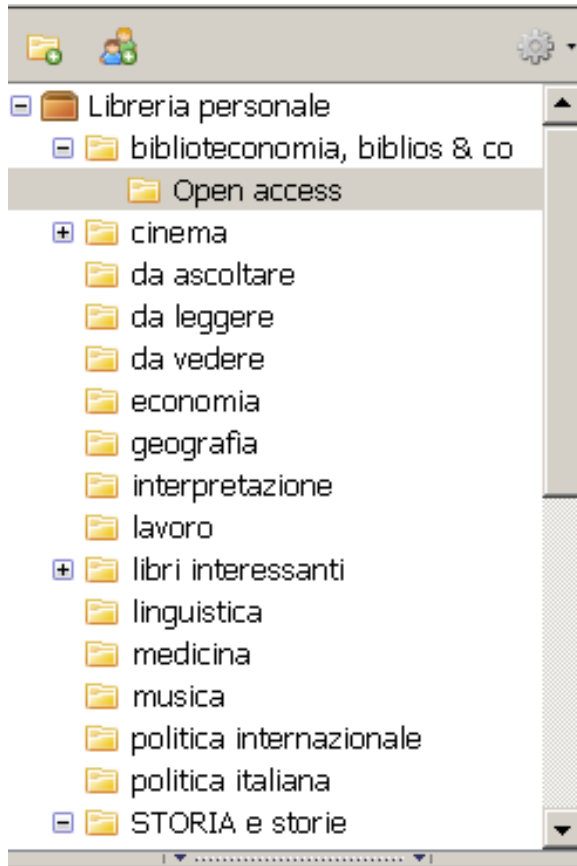 Libreria personale
biblioteconomia, biblios & co
Open access
cinema
da ascoltare
da leggere
da vedere
economia
geografia
interpretazione
lavoro
libri interessanti
linguistica
medicina
musica
politica internazionale
politica italiana
STORIA e storie